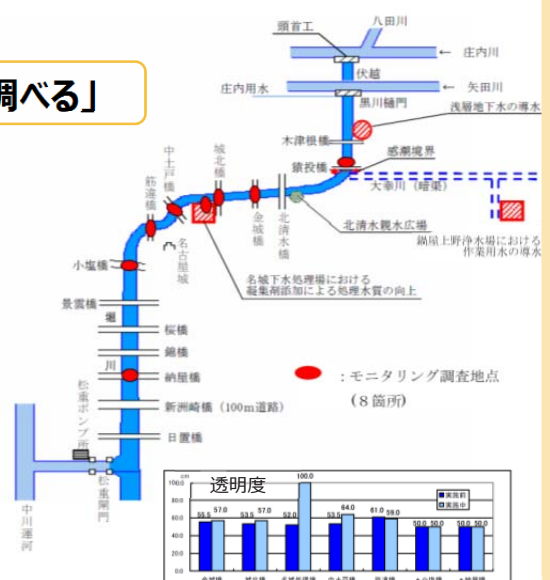 調べる」
頭首工
八田川
← 庄内川
伏越
庄内用水
← 矢田川
黒川樋門
浅層地下水の導水
木津根橋
感潮境界
猿投橋
大幸川（暗渠）
城北橋
中土戸橋
筋違橋
金城橋
北清水橋
北清水親水広場
鍋屋上野浄水場における
作業用水の導水
名古屋城
小塩橋
名城下水処理場における
凝集剤添加による処理水質の向上
景雲橋
堀川
桜橋
錦橋
納屋橋
：モニタリング調査地点
（８箇所）
新洲崎橋（100m道路）
日置橋
松重ポンプ所
松重閘門
中川運河
透明度
cm
100.0
80.0
60.0
40.0
20.0
0.0
実施前
実施中
55.5 57.0
53.5 57.0
52.0 100.0
53.5 64.0
61.0 59.0
50.0 50.0
50.0 50.0